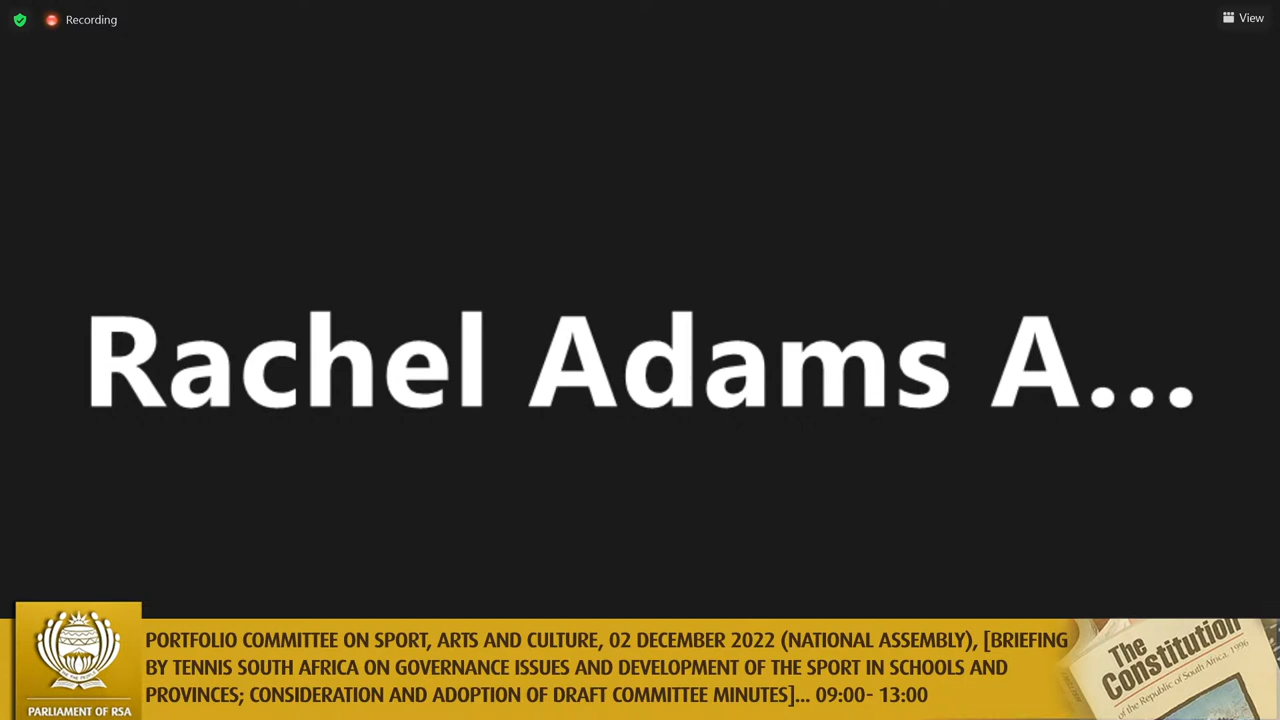 Recording
View
Rachel Adams A...
PORTFOLIO COMMITTEE ON SPORT, ARTS AND CULTURE, 02 DECEMBER 2022 (NATIONAL ASSEMBLY), [BRIEFING
BY TENNIS SOUTH AFRICA ON GOVERNANCE ISSUES AND DEVELOPMENT OF THE SPORT IN SCHOOLS AND
PROVINCES; CONSIDERATION AND ADOPTION OF DRAFT COMMITTEE MINUTES]... 09:00- 13:00
PARLIAMENT OF RSA
The
Constitution
of the Republic of South Africa, 1996